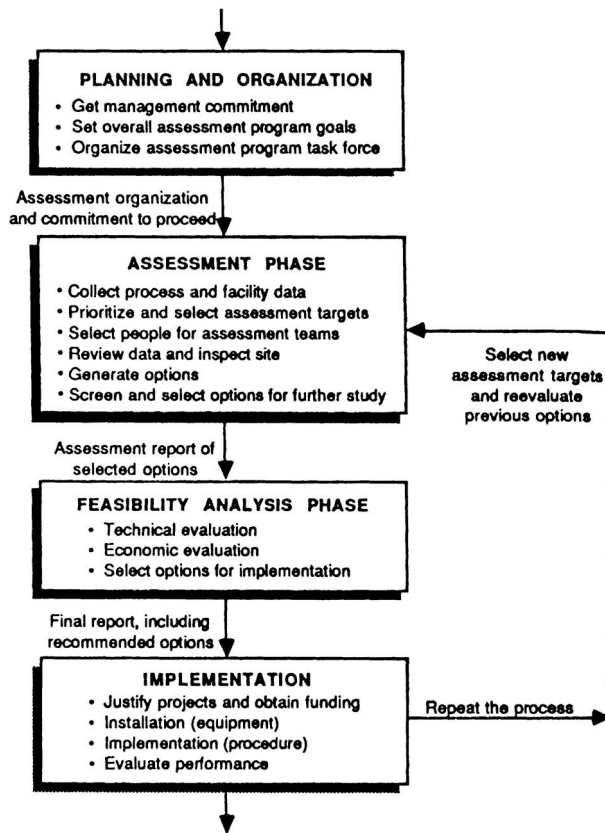 PLANNING AND ORGANIZATION
• Get management commitment
• Set overall assessment program goals
• Organize assessment program task force
Assessment organization
and commitment to proceed
ASSESSMENT PHASE
• Collect process and facility data
• Prioritize and select assessment targets
• Select people for assessment teams
• Review data and inspect site
• Generate options
• Screen and select options for further study
Select new
assessment targets
and reevaluate
previous options
Assessment report of
selected options
FEASIBILITY ANALYSIS PHASE
• Technical evaluation
• Economic evaluation
• Select options for implementation
Final report, including
recommended options
IMPLEMENTATION
• Justify projects and obtain funding
• Installation (equipment)
• Implementation (procedure)
• Evaluate performance
Repeat the process